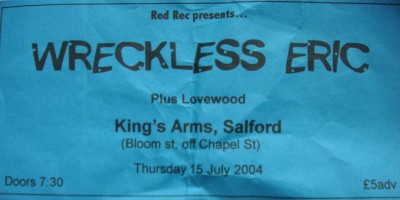 Red Rec presents...
WRECKLESS ERIC
Plus Lovewood
King's Arms, Salford
(Bloom st, off Chapel St)
Thursday 15 July 2004
Doors 7:30 £5adv